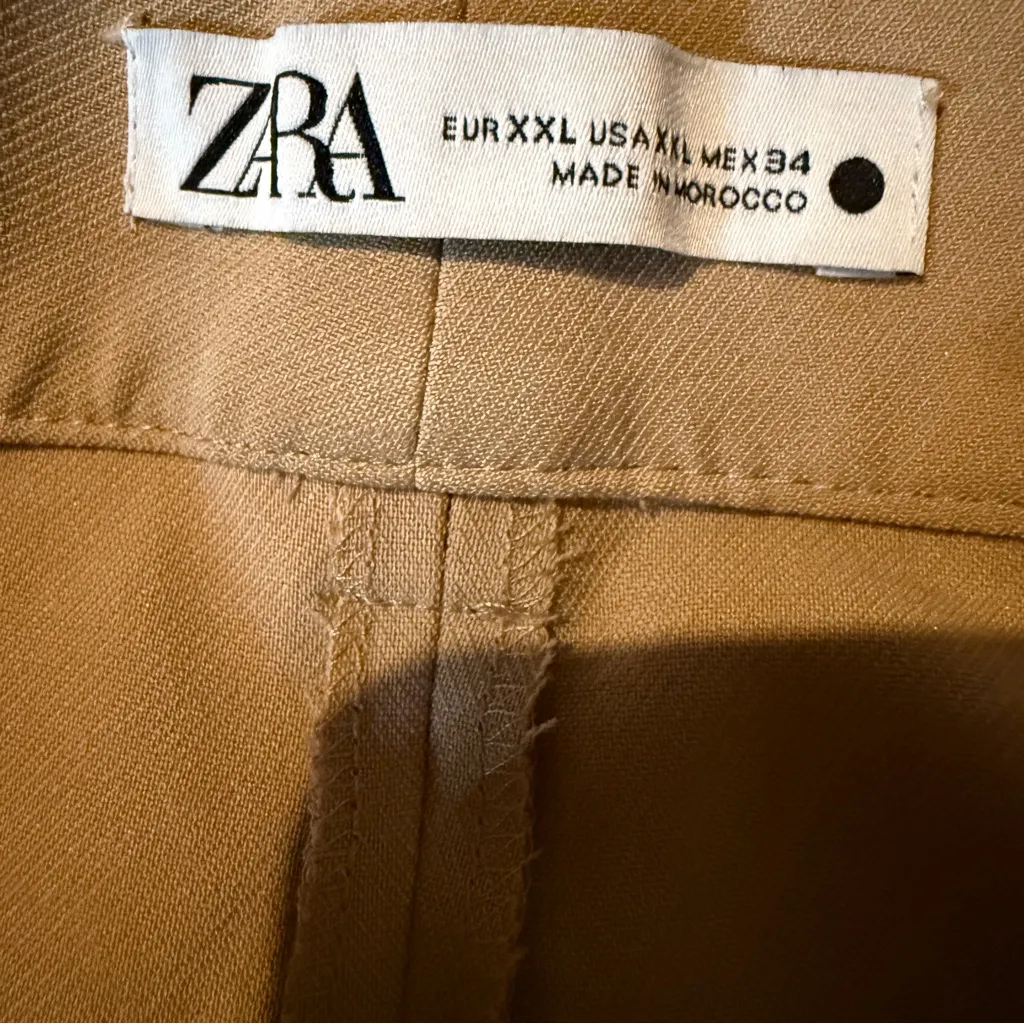 ZARA
EUR XXL USA XXL MEX 34
MADE IN MOROCCO